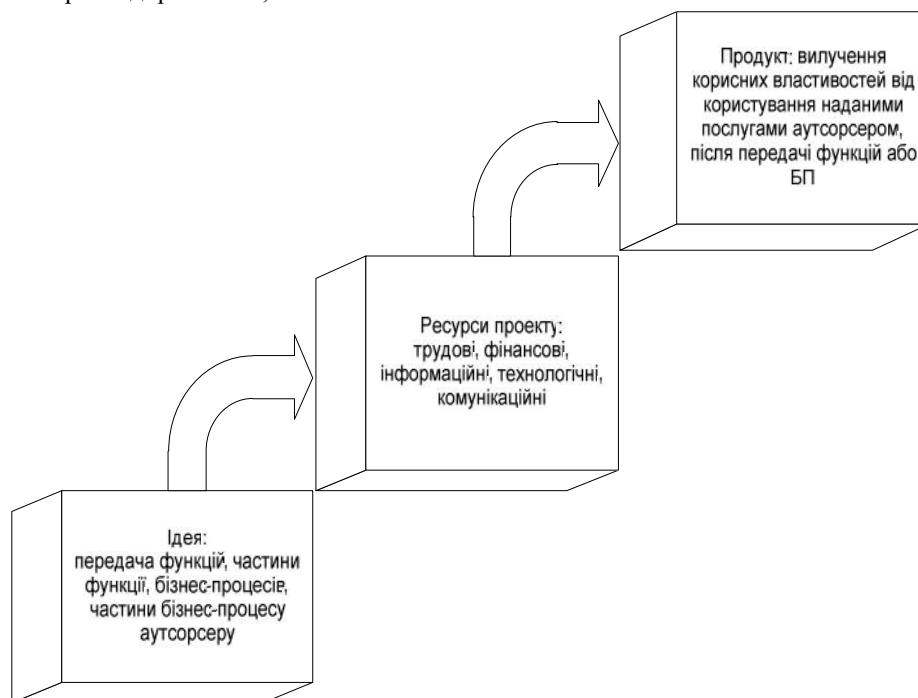 Продукт: вилучення
корисних властивостей від
користування наданими
послугами аутсорсером,
після передачі функцій або
БП
Ресурси проекту:
трудові, фінансові,
інформаційні, технологічні,
комунікаційні
Ідея:
передача функцій, частини
функції, бізнес-процесів,
частини бізнес-процесу
аутсорсеру